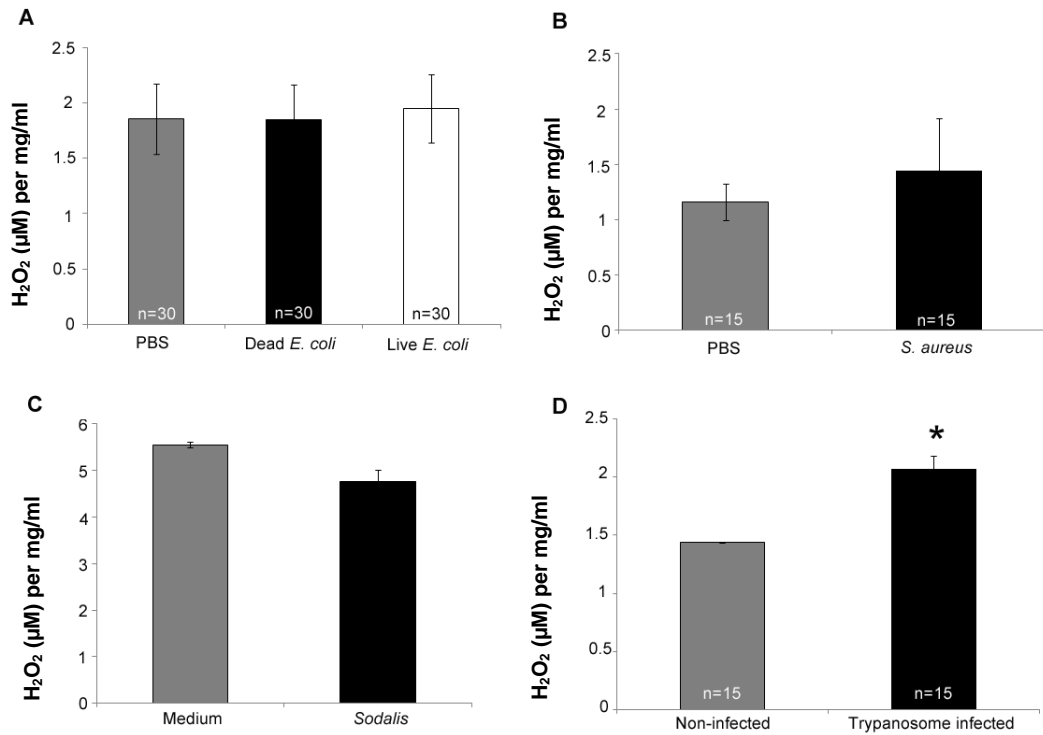 A
H₂O₂ (µM) per mg/ml
2.5
2
1.5
1
0.5
0
n=30
n=30
n=30
PBS
Dead E. coli
Live E. coli
B
H₂O₂ (µM) per mg/ml
2.5
2
1.5
1
0.5
0
n=15
n=15
PBS
S. aureus
C
H₂O₂ (µM) per mg/ml
6
5
4
3
2
1
0
Medium
Sodalis
D
H₂O₂ (µM) per mg/ml
2.5
2
1.5
1
0.5
0
*
n=15
n=15
Non-infected
Trypanosome infected